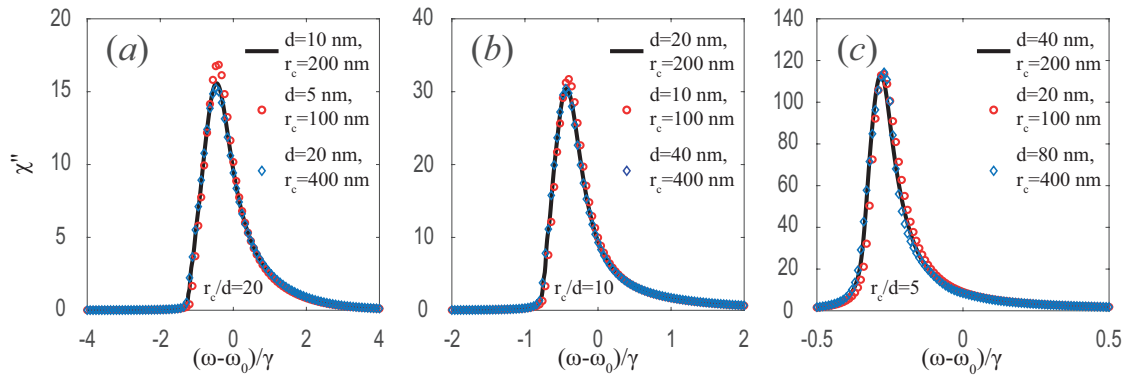 20
15
10
5
0
χ''
(a)
d=10 nm,
r_c=200 nm
d=5 nm,
r_c=100 nm
d=20 nm,
r_c=400 nm
r_c/d=20
-4 -2 0 2 4
(ω-ω_0)/γ
40
30
20
10
0
(b)
d=20 nm,
r_c=200 nm
d=10 nm,
r_c=100 nm
d=40 nm,
r_c=400 nm
r_c/d=10
-2 -1 0 1 2
(ω-ω_0)/γ
140
120
100
80
60
40
20
0
(c)
d=40 nm,
r_c=200 nm
d=20 nm,
r_c=100 nm
d=80 nm,
r_c=400 nm
r_c/d=5
-0.5 0 0.5
(ω-ω_0)/γ